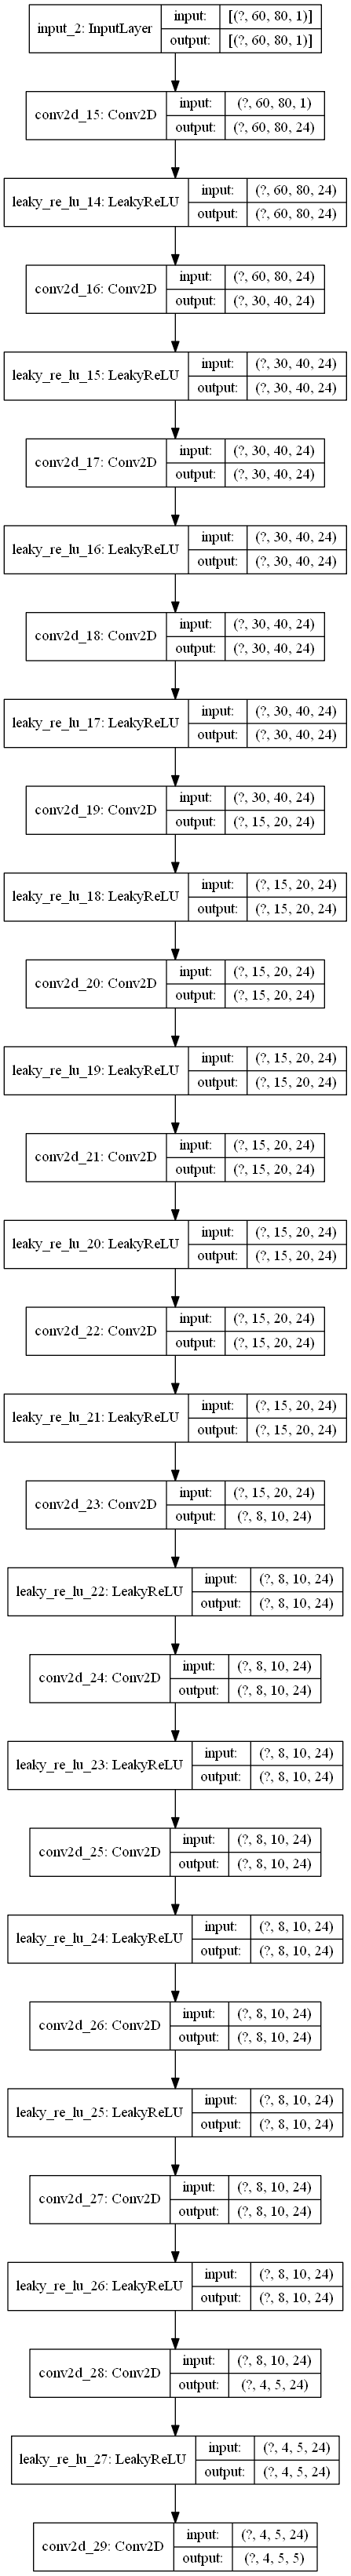 input_2: InputLayer
input: [(?, 60, 80, 1)]
output: [(?, 60, 80, 1)]
conv2d_15: Conv2D
input: (?, 60, 80, 1)
output: (?, 60, 80, 24)
leaky_re_lu_14: LeakyReLU
input: (?, 60, 80, 24)
output: (?, 60, 80, 24)
conv2d_16: Conv2D
input: (?, 60, 80, 24)
output: (?, 30, 40, 24)
leaky_re_lu_15: LeakyReLU
input: (?, 30, 40, 24)
output: (?, 30, 40, 24)
conv2d_17: Conv2D
input: (?, 30, 40, 24)
output: (?, 30, 40, 24)
leaky_re_lu_16: LeakyReLU
input: (?, 30, 40, 24)
output: (?, 30, 40, 24)
conv2d_18: Conv2D
input: (?, 30, 40, 24)
output: (?, 30, 40, 24)
leaky_re_lu_17: LeakyReLU
input: (?, 30, 40, 24)
output: (?, 30, 40, 24)
conv2d_19: Conv2D
input: (?, 30, 40, 24)
output: (?, 15, 20, 24)
leaky_re_lu_18: LeakyReLU
input: (?, 15, 20, 24)
output: (?, 15, 20, 24)
conv2d_20: Conv2D
input: (?, 15, 20, 24)
output: (?, 15, 20, 24)
leaky_re_lu_19: LeakyReLU
input: (?, 15, 20, 24)
output: (?, 15, 20, 24)
conv2d_21: Conv2D
input: (?, 15, 20, 24)
output: (?, 15, 20, 24)
leaky_re_lu_20: LeakyReLU
input: (?, 15, 20, 24)
output: (?, 15, 20, 24)
conv2d_22: Conv2D
input: (?, 15, 20, 24)
output: (?, 15, 20, 24)
leaky_re_lu_21: LeakyReLU
input: (?, 15, 20, 24)
output: (?, 15, 20, 24)
conv2d_23: Conv2D
input: (?, 15, 20, 24)
output: (?, 8, 10, 24)
leaky_re_lu_22: LeakyReLU
input: (?, 8, 10, 24)
output: (?, 8, 10, 24)
conv2d_24: Conv2D
input: (?, 8, 10, 24)
output: (?, 8, 10, 24)
leaky_re_lu_23: LeakyReLU
input: (?, 8, 10, 24)
output: (?, 8, 10, 24)
conv2d_25: Conv2D
input: (?, 8, 10, 24)
output: (?, 8, 10, 24)
leaky_re_lu_24: LeakyReLU
input: (?, 8, 10, 24)
output: (?, 8, 10, 24)
conv2d_26: Conv2D
input: (?, 8, 10, 24)
output: (?, 8, 10, 24)
leaky_re_lu_25: LeakyReLU
input: (?, 8, 10, 24)
output: (?, 8, 10, 24)
conv2d_27: Conv2D
input: (?, 8, 10, 24)
output: (?, 8, 10, 24)
leaky_re_lu_26: LeakyReLU
input: (?, 8, 10, 24)
output: (?, 8, 10, 24)
conv2d_28: Conv2D
input: (?, 8, 10, 24)
output: (?, 4, 5, 24)
leaky_re_lu_27: LeakyReLU
input: (?, 4, 5, 24)
output: (?, 4, 5, 24)
conv2d_29: Conv2D
input: (?, 4, 5, 24)
output: (?, 4, 5, 5)